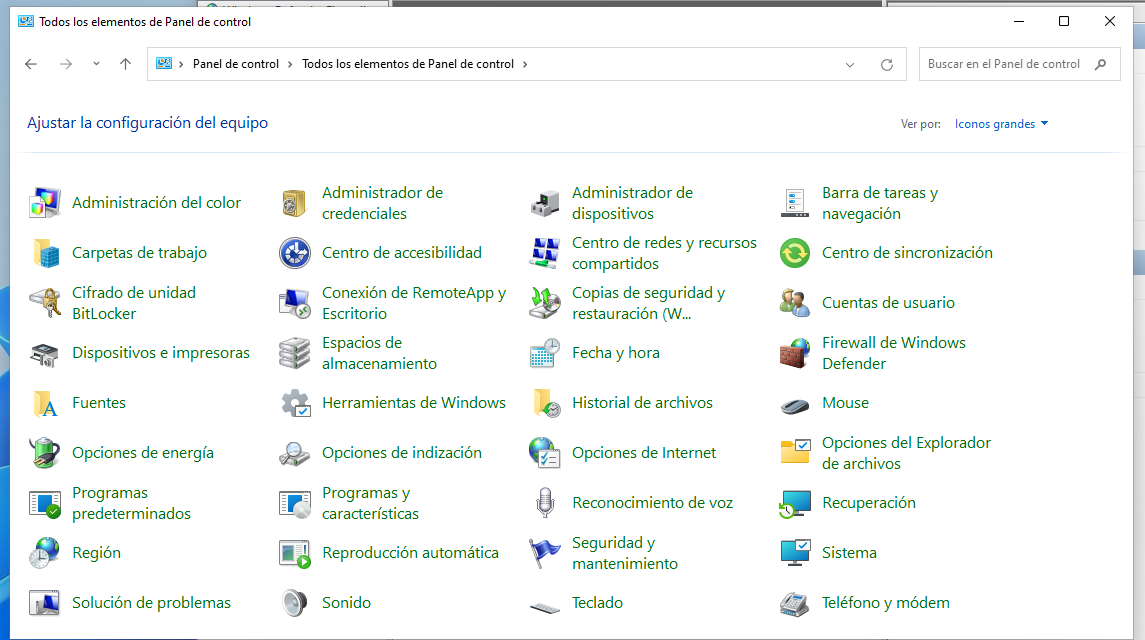 Todos los elementos de Panel de control
Panel de control
Todos los elementos de Panel de control
Buscar en el Panel de control
Ajustar la configuración del equipo
Ver por:
Iconos grandes
Administración del color
Administrador de
credenciales
Administrador de
dispositivos
Barra de tareas y
navegación
Carpetas de trabajo
Centro de accesibilidad
Centro de redes y recursos
compartidos
Centro de sincronización
Cifrado de unidad
BitLocker
Conexión de RemoteApp y
Escritorio
Copias de seguridad y
restauración (W...
Cuentas de usuario
Dispositivos e impresoras
Espacios de
almacenamiento
Fecha y hora
Firewall de Windows
Defender
Fuentes
Herramientas de Windows
Historial de archivos
Mouse
Opciones de energía
Opciones de indización
Opciones de Internet
Opciones del Explorador
de archivos
Programas
predeterminados
Programas y
características
Reconocimiento de voz
Recuperación
Región
Reproducción automática
Seguridad y
mantenimiento
Sistema
Solución de problemas
Sonido
Teclado
Teléfono y módem